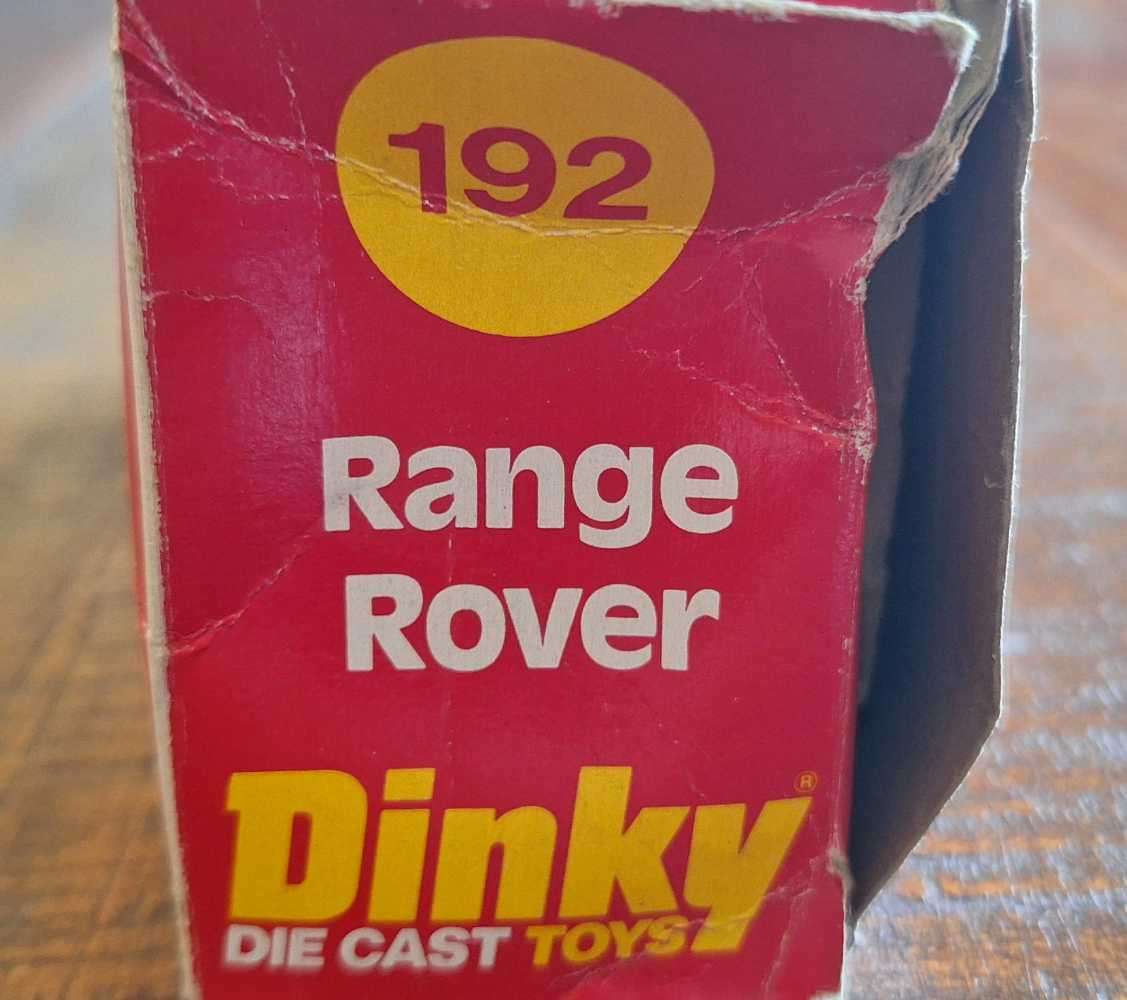 192
Range
Rover
Dinky®
DIE CAST TOYS